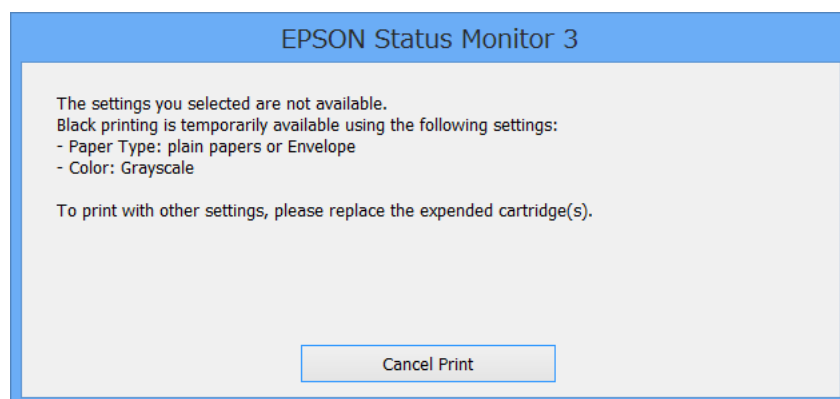 EPSON Status Monitor 3
The settings you selected are not available.
Black printing is temporarily available using the following settings:
- Paper Type: plain papers or Envelope
- Color: Grayscale
To print with other settings, please replace the expended cartridge(s).
Cancel Print